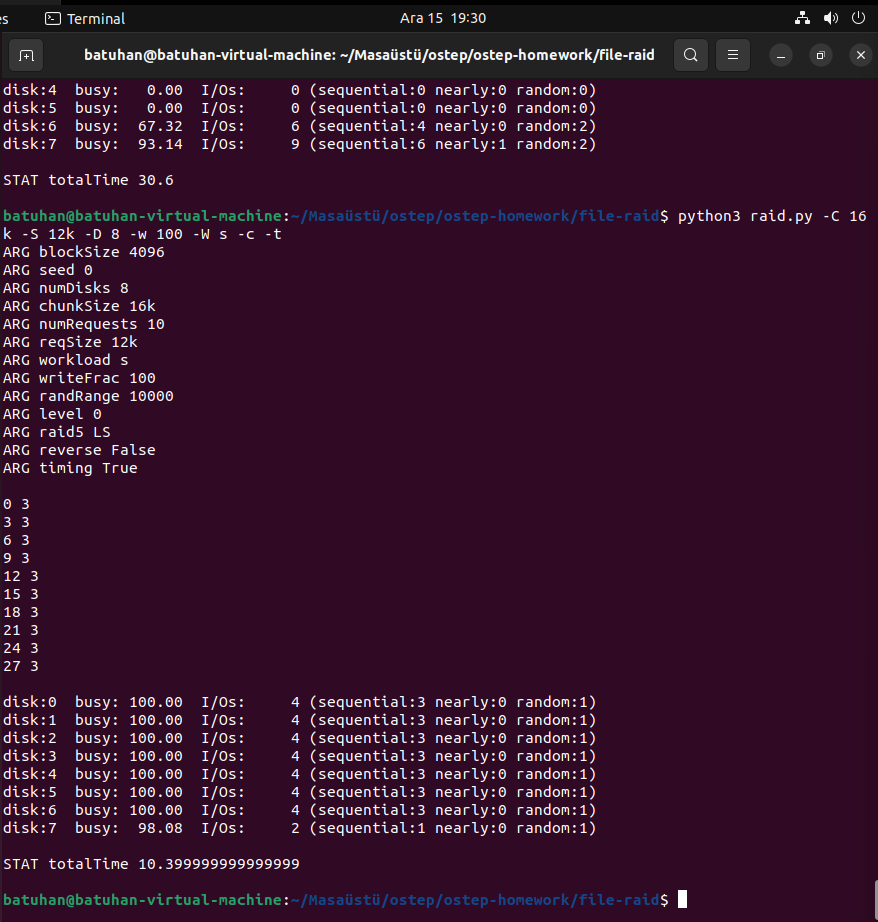 es Terminal Ara 15 19:30
batuhan@batuhan-virtual-machine: ~/Masaüstü/ostep/ostep-homework/file-raid
disk:4  busy:   0.00  I/Os:     0 (sequential:0 nearly:0 random:0)
disk:5  busy:   0.00  I/Os:     0 (sequential:0 nearly:0 random:0)
disk:6  busy:  67.32  I/Os:     6 (sequential:4 nearly:0 random:2)
disk:7  busy:  93.14  I/Os:     9 (sequential:6 nearly:1 random:2)
STAT totalTime 30.6
batuhan@batuhan-virtual-machine:~/Masaüstü/ostep/ostep-homework/file-raid$ python3 raid.py -C 16
k -S 12k -D 8 -w 100 -W s -c -t
ARG blockSize 4096
ARG seed 0
ARG numDisks 8
ARG chunkSize 16k
ARG numRequests 10
ARG reqSize 12k
ARG workload s
ARG writeFrac 100
ARG randRange 10000
ARG level 0
ARG raid5 LS
ARG reverse False
ARG timing True
0 3
3 3
6 3
9 3
12 3
15 3
18 3
21 3
24 3
27 3
disk:0  busy: 100.00  I/Os:     4 (sequential:3 nearly:0 random:1)
disk:1  busy: 100.00  I/Os:     4 (sequential:3 nearly:0 random:1)
disk:2  busy: 100.00  I/Os:     4 (sequential:3 nearly:0 random:1)
disk:3  busy: 100.00  I/Os:     4 (sequential:3 nearly:0 random:1)
disk:4  busy: 100.00  I/Os:     4 (sequential:3 nearly:0 random:1)
disk:5  busy: 100.00  I/Os:     4 (sequential:3 nearly:0 random:1)
disk:6  busy: 100.00  I/Os:     4 (sequential:3 nearly:0 random:1)
disk:7  busy:  98.08  I/Os:     2 (sequential:1 nearly:0 random:1)
STAT totalTime 10.399999999999999
batuhan@batuhan-virtual-machine:~/Masaüstü/ostep/ostep-homework/file-raid$